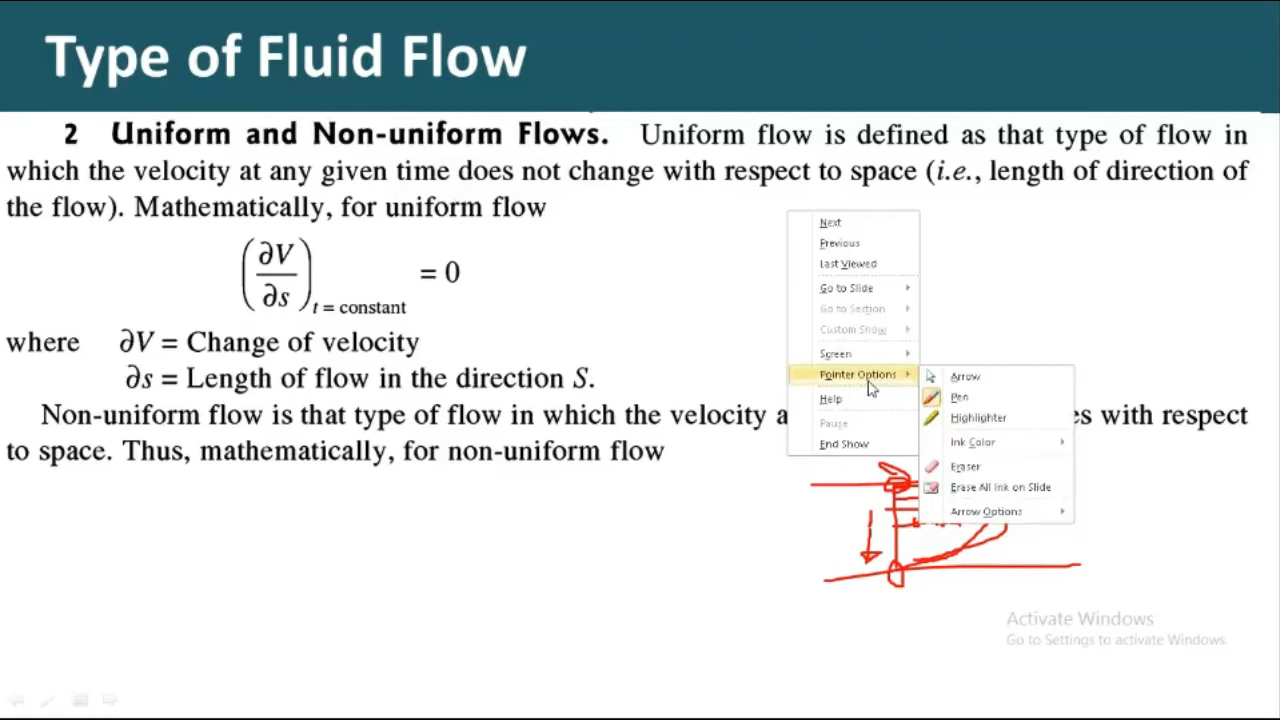 Type of Fluid Flow
2 Uniform and Non-uniform Flows. Uniform flow is defined as that type of flow in
which the velocity at any given time does not change with respect to space (i.e., length of direction of
the flow). Mathematically, for uniform flow
(∂V/∂s) t = constant = 0
where ∂V = Change of velocity
∂s = Length of flow in the direction S.
Non-uniform flow is that type of flow in which the velocity a es with respect
to space. Thus, mathematically, for non-uniform flow
Next
Previous
Last Viewed
Go to Slide
Go to Section
Custom Show
Screen
Pointer Options
Help
Pause
End Show
Arrow
Pen
Highlighter
Ink Color
Eraser
Erase All Ink on Slide
Arrow Options
Activate Windows
Go to Settings to activate Windows.